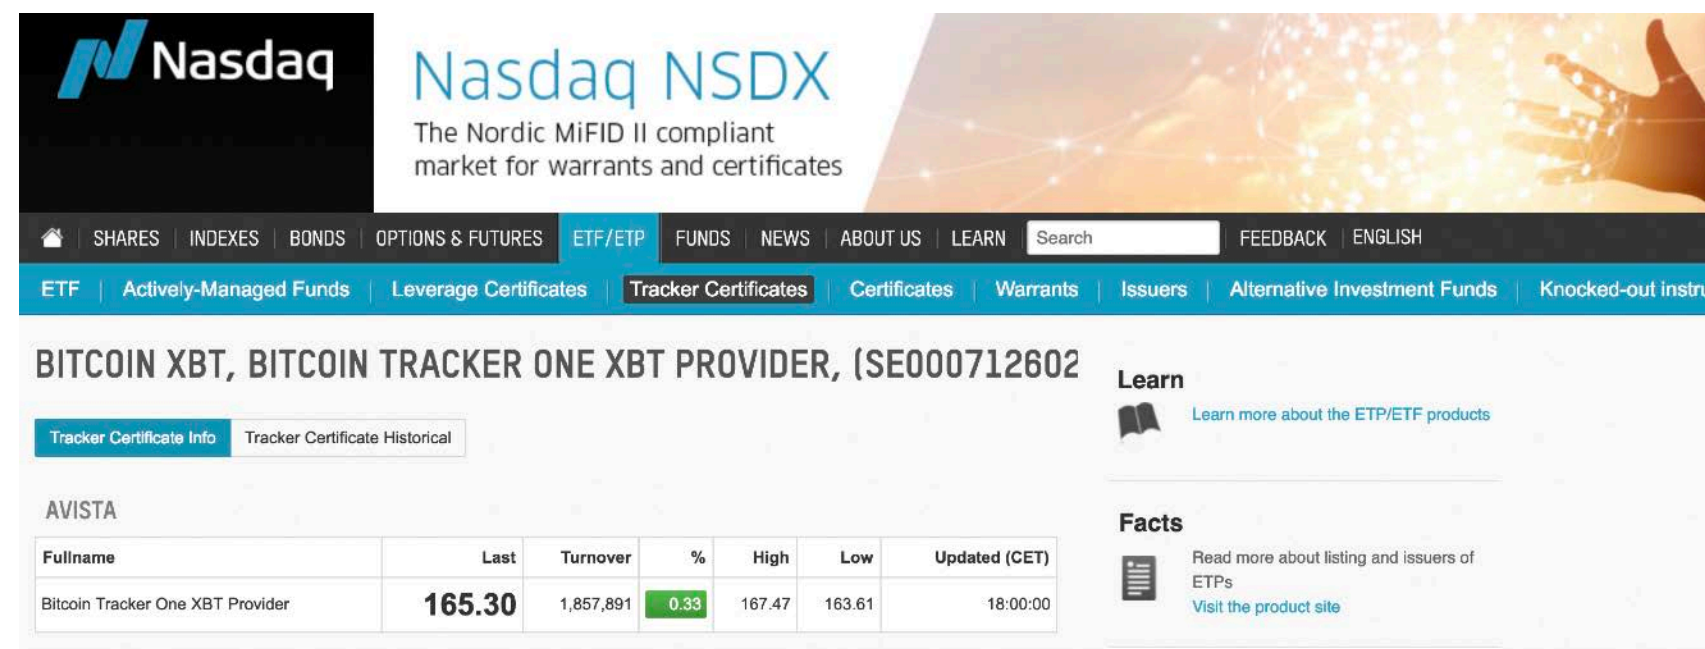 Nasdaq
Nasdaq NSDX
The Nordic MiFID II compliant
market for warrants and certificates
SHARES INDEXES BONDS OPTIONS & FUTURES ETF/ETP FUNDS NEWS ABOUT US LEARN Search FEEDBACK ENGLISH
ETF Actively-Managed Funds Leverage Certificates Tracker Certificates Certificates Warrants Issuers Alternative Investment Funds Knocked-out instru
BITCOIN XBT, BITCOIN TRACKER ONE XBT PROVIDER, (SE000712602
Tracker Certificate Info Tracker Certificate Historical
AVISTA
Fullname Last Turnover % High Low Updated (CET)
Bitcoin Tracker One XBT Provider 165.30 1,857,891 0.33 167.47 163.61 18:00:00
Learn
Learn more about the ETP/ETF products
Facts
Read more about listing and issuers of
ETPs
Visit the product site